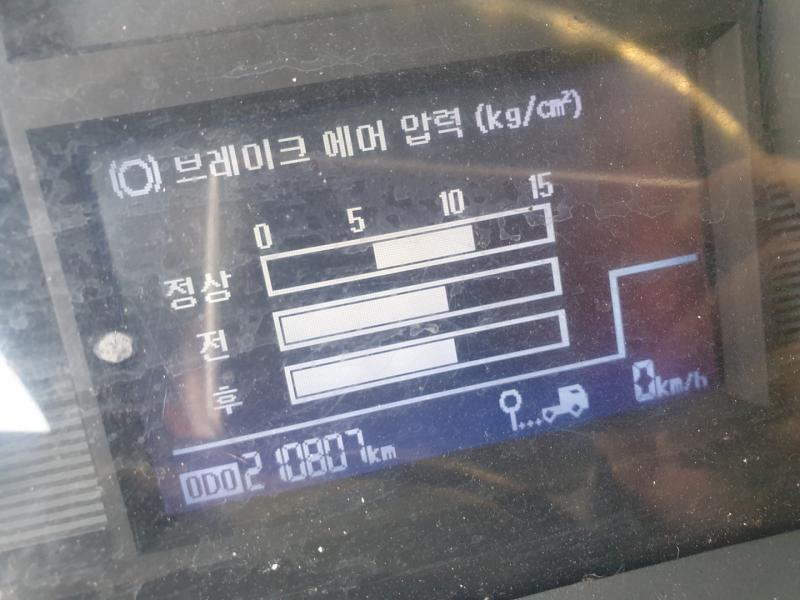 브레이크 에어 압력 (kg/cm²)
0 5 10 15
정상
전
후
0km/h
ODO 210807km